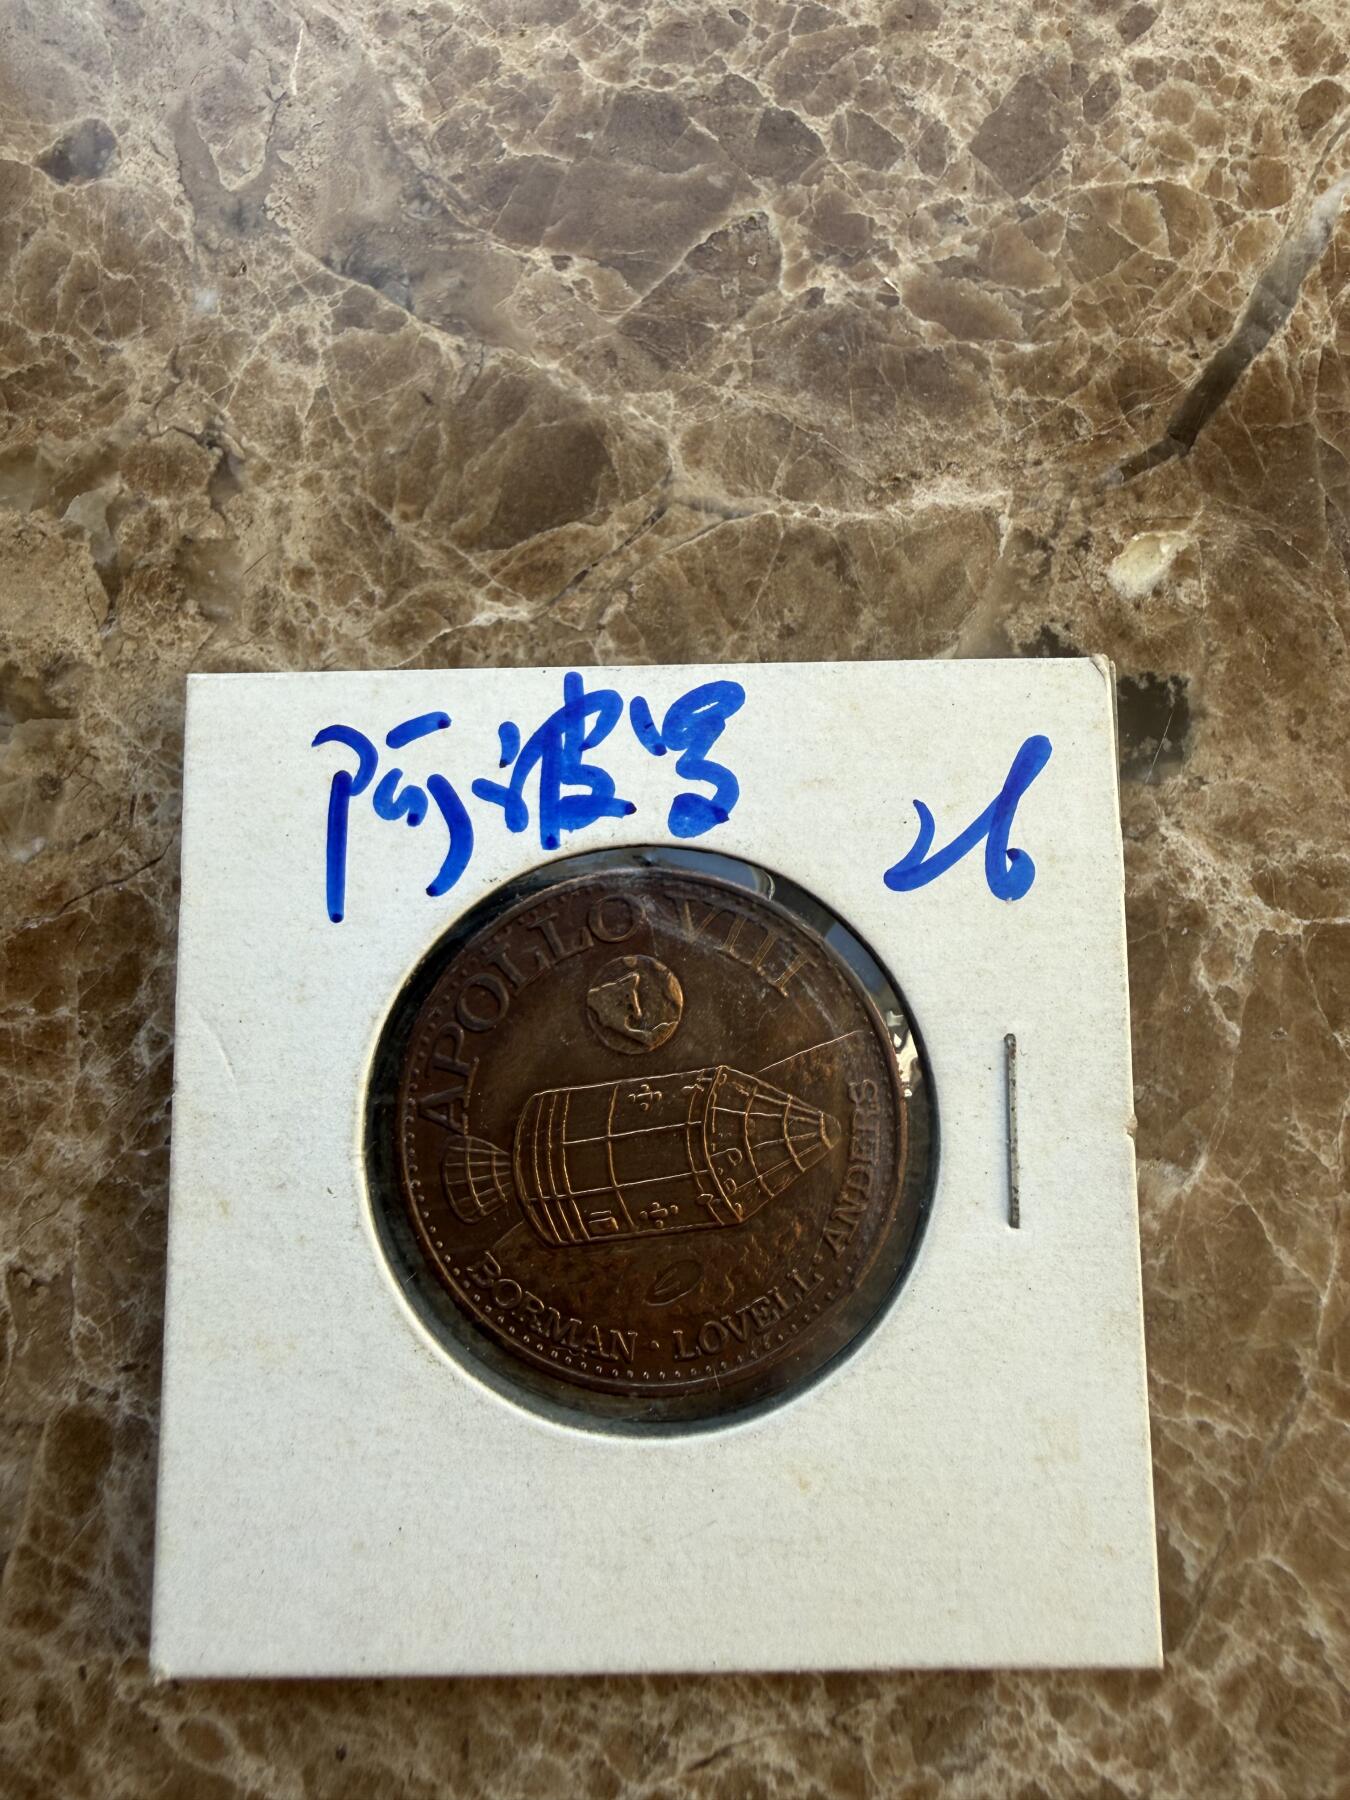 阿波罗 26
APOLLO VIII
BORMAN · LOVELL · ANDERS